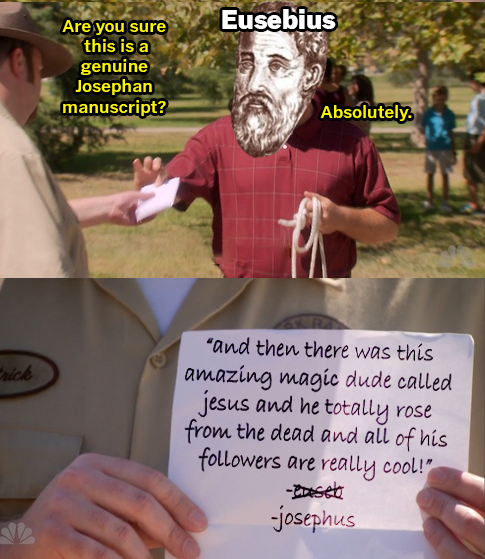 Eusebius
Are you sure
this is a
genuine
Josephan
manuscript?
Absolutely.
"and then there was this
amazing magic dude called
jesus and he totally rose
from the dead and all of his
followers are really cool!"
-euseb
-josephus
rick